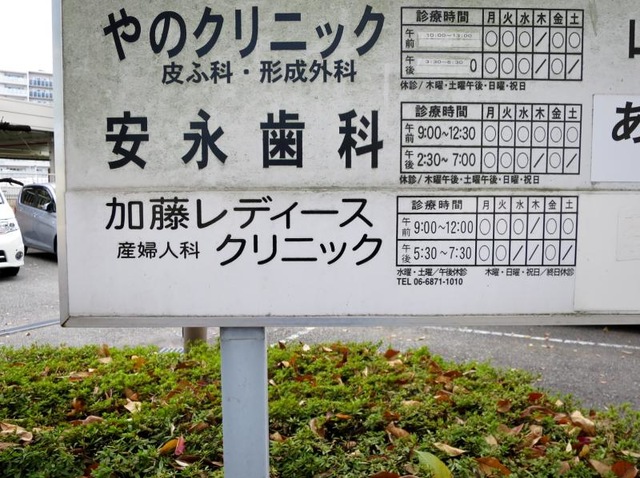 やのクリニック
皮ふ科・形成外科
診療時間 月 火 水 木 金 土
午前 10:00~13:00 ○ ○ ○ / ○ ○
午後 ○ ○ ○ / ○ /
休診/木曜・土曜午後・日曜・祝日
安永歯科
診療時間 月 火 水 木 金 土
午前 9:00~12:30 ○ ○ ○ ○ ○ ○
午後 2:30~7:00 ○ ○ ○ / ○ /
休診/木曜午後・土曜午後・日曜・祝日
加藤レディース
産婦人科 クリニック
診療時間 月 火 水 木 金 土
午前 9:00~12:00 ○ ○ ○ / ○ ○
午後 5:30~7:30 ○ ○ / / ○ /
水曜・土曜/午後休診 木曜・日曜・祝日/終日休診
TEL 06-6871-1010
あ